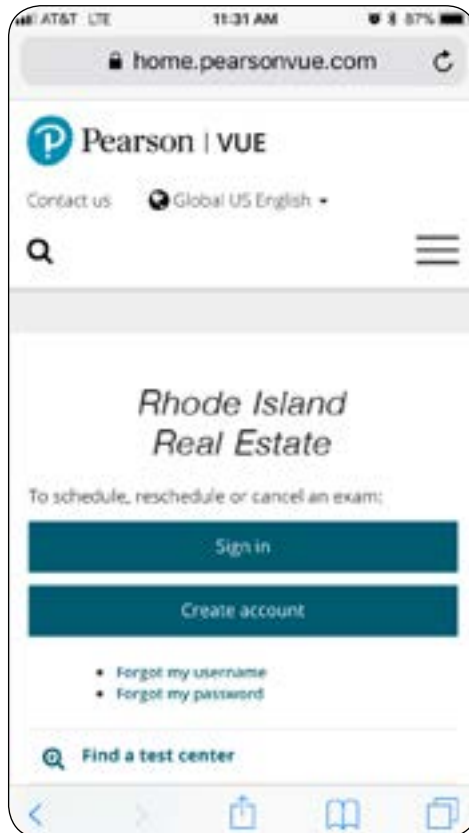 AT&T LTE 11:31 AM 87%
home.pearsonvue.com
Pearson | VUE
Contact us Global US English
Rhode Island
Real Estate
To schedule, reschedule or cancel an exam:
Sign in
Create account
• Forgot my username
• Forgot my password
Find a test center